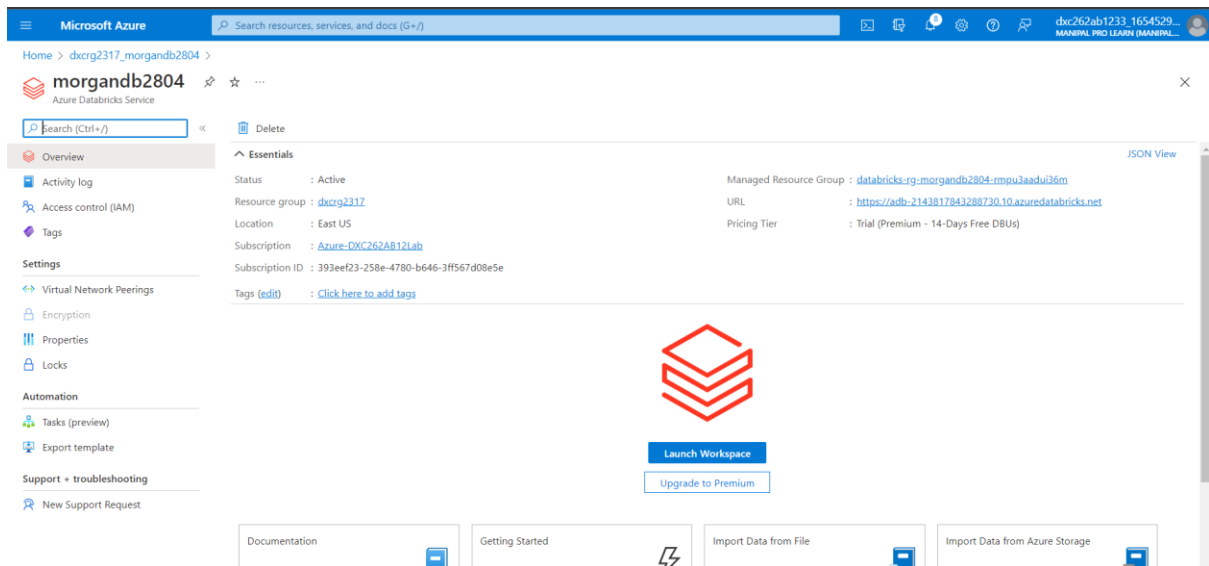 Microsoft Azure
Search resources, services, and docs (G+/)
dxc262ab1233_1654529...
MANIPAL PRO LEARN (MANIPAL...
Home > dxcrg2317_morgandb2804 >
morgandb2804
Azure Databricks Service
Search (Ctrl+/)
Delete
Overview
Activity log
Access control (IAM)
Tags
Settings
Virtual Network Peerings
Encryption
Properties
Locks
Automation
Tasks (preview)
Export template
Support + troubleshooting
New Support Request
Essentials
JSON View
Status : Active
Resource group : dxcrg2317
Location : East US
Subscription : Azure-DXC262AB12Lab
Subscription ID : 393eef23-258e-4780-b646-3ff567d08e5e
Tags (edit) : Click here to add tags
Managed Resource Group : databricks-rg-morgandb2804-rmpu3aadui36m
URL : https://adb-2143817843288730.10.azuredatabricks.net
Pricing Tier : Trial (Premium - 14-Days Free DBUs)
Launch Workspace
Upgrade to Premium
Documentation
Getting Started
Import Data from File
Import Data from Azure Storage